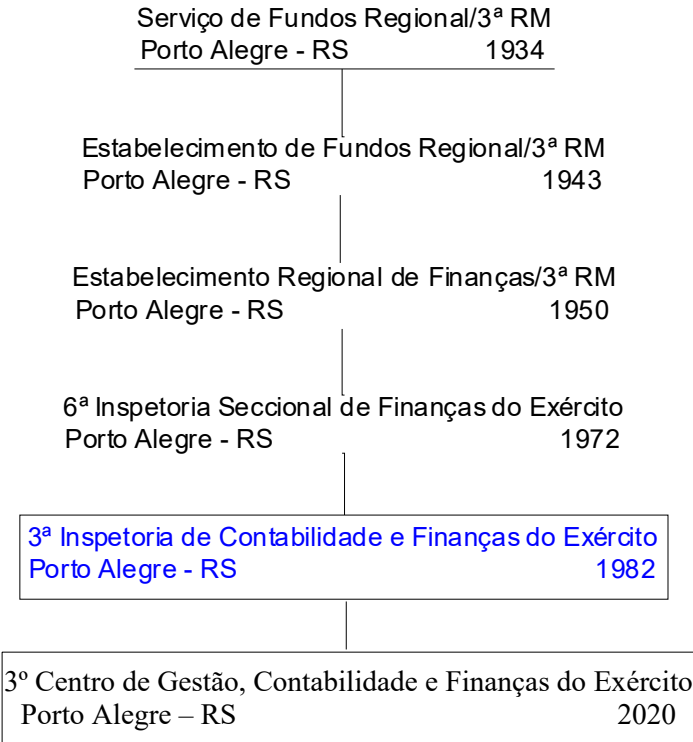 Serviço de Fundos Regional/3ª RM
Porto Alegre - RS 1934
Estabelecimento de Fundos Regional/3ª RM
Porto Alegre - RS 1943
Estabelecimento Regional de Finanças/3ª RM
Porto Alegre - RS 1950
6ª Inspetoria Seccional de Finanças do Exército
Porto Alegre - RS 1972
3ª Inspetoria de Contabilidade e Finanças do Exército
Porto Alegre - RS 1982
3º Centro de Gestão, Contabilidade e Finanças do Exército
Porto Alegre – RS 2020